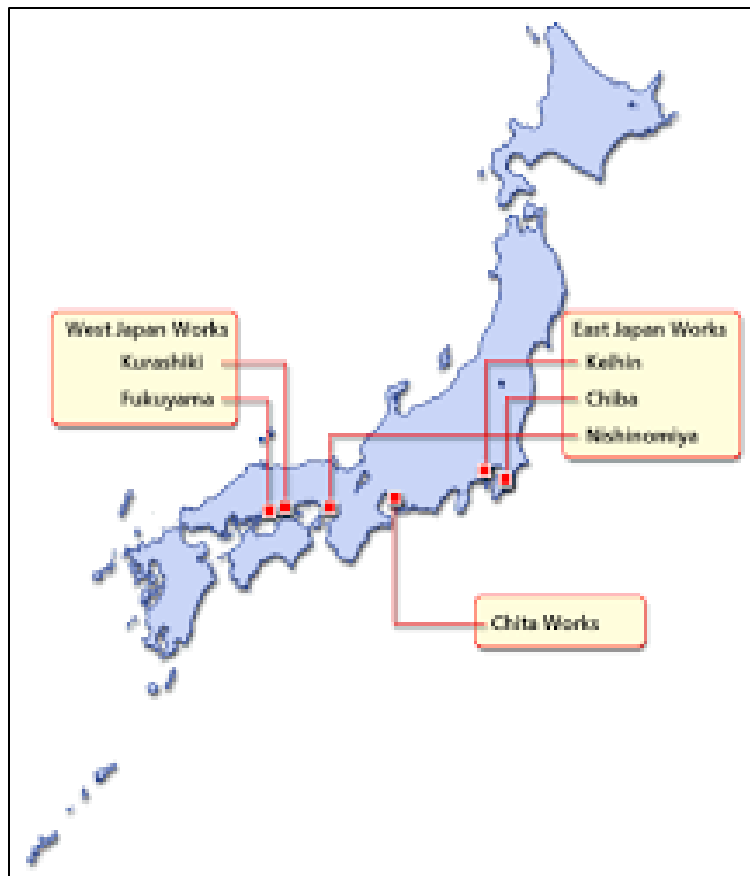 West Japan Works
Kurashiki
Fukuyama
East Japan Works
Keihin
Chiba
Nishinomiya
Chita Works